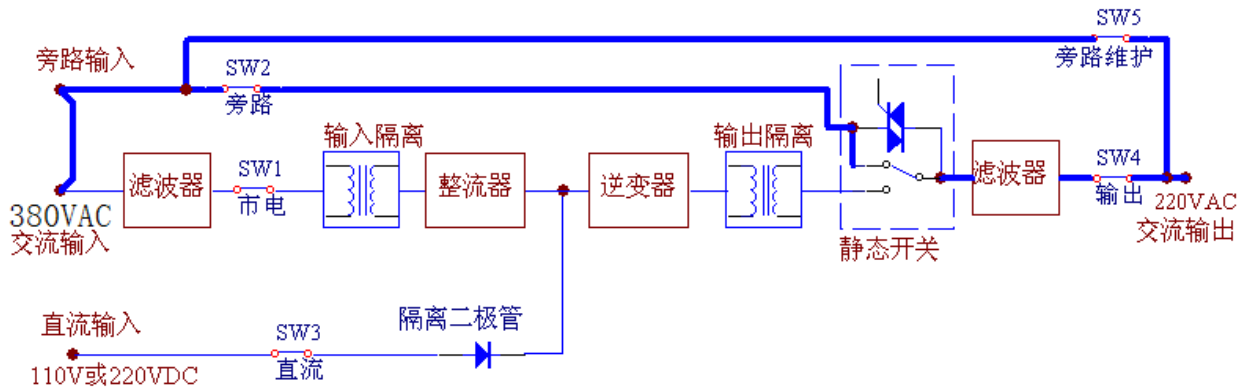 SW5
旁路维护
旁路输入
SW2
旁路
输入隔离
输出隔离
滤波器
SW1
市电
整流器
逆变器
滤波器
SW4
输出
380VAC
交流输入
220VAC
交流输出
静态开关
直流输入
SW3
直流
隔离二极管
110V或220VDC